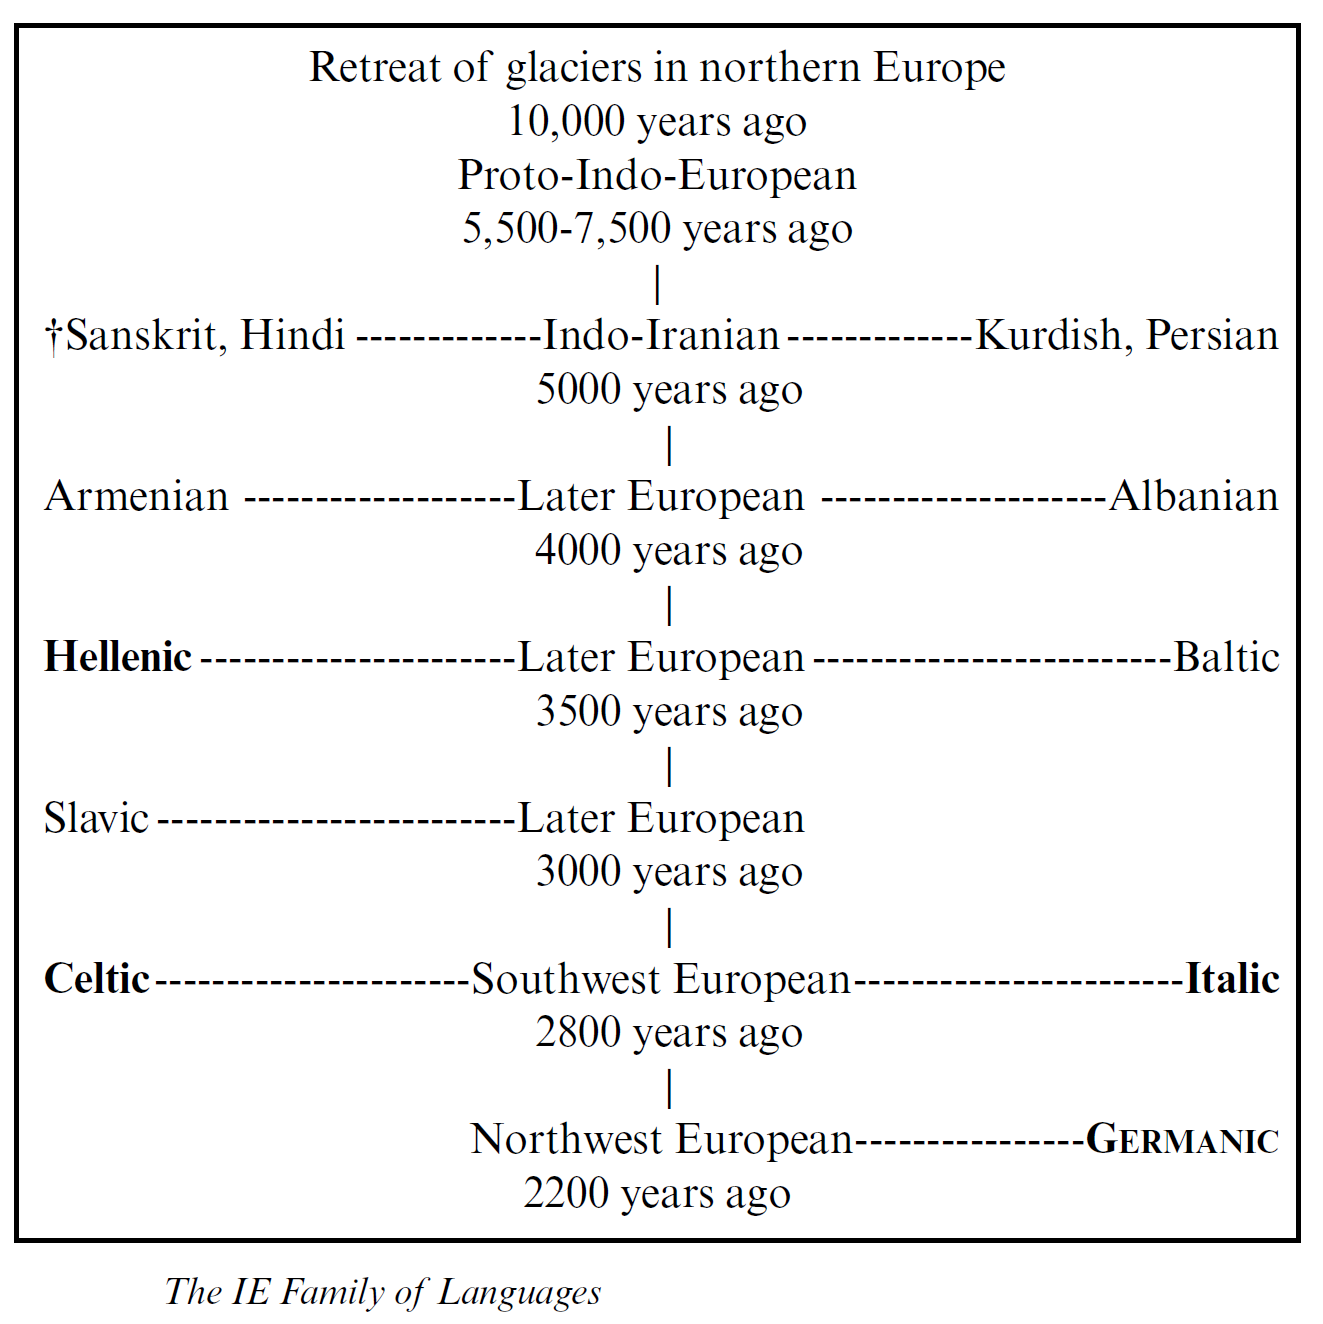 Retreat of glaciers in northern Europe
10,000 years ago
Proto-Indo-European
5,500-7,500 years ago
|
†Sanskrit, Hindi -------------Indo-Iranian -------------Kurdish, Persian
5000 years ago
|
Armenian -------------------Later European --------------------Albanian
4000 years ago
|
Hellenic ----------------------Later European -------------------------Baltic
3500 years ago
|
Slavic -------------------------Later European
3000 years ago
|
Celtic----------------------Southwest European-----------------------Italic
2800 years ago
|
Northwest European----------------GERMANIC
2200 years ago
The IE Family of Languages